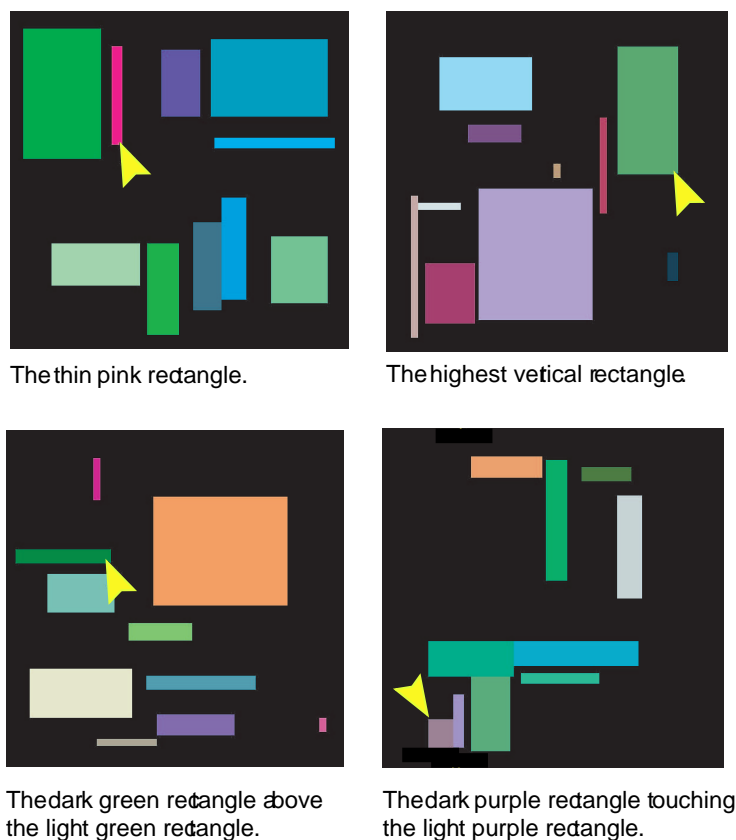 The thin pink rectangle.
The highest vertical rectangle.
The dark green rectangle above
the light green rectangle.
The dark purple rectangle touching
the light purple rectangle.